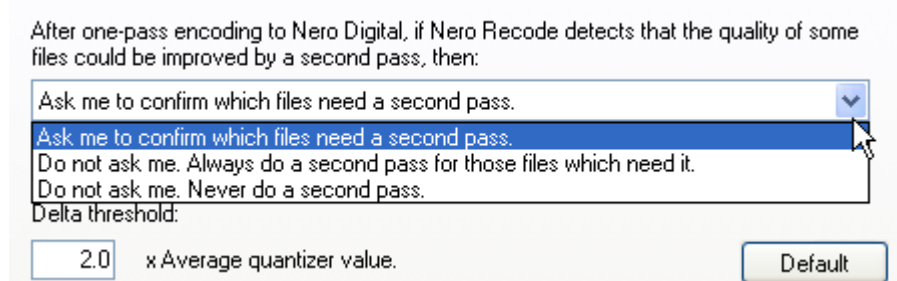 After one-pass encoding to Nero Digital, if Nero Recode detects that the quality of some
files could be improved by a second pass, then:
Ask me to confirm which files need a second pass.
Ask me to confirm which files need a second pass.
Do not ask me. Always do a second pass for those files which need it.
Do not ask me. Never do a second pass.
Delta threshold:
2.0 x Average quantizer value. Default